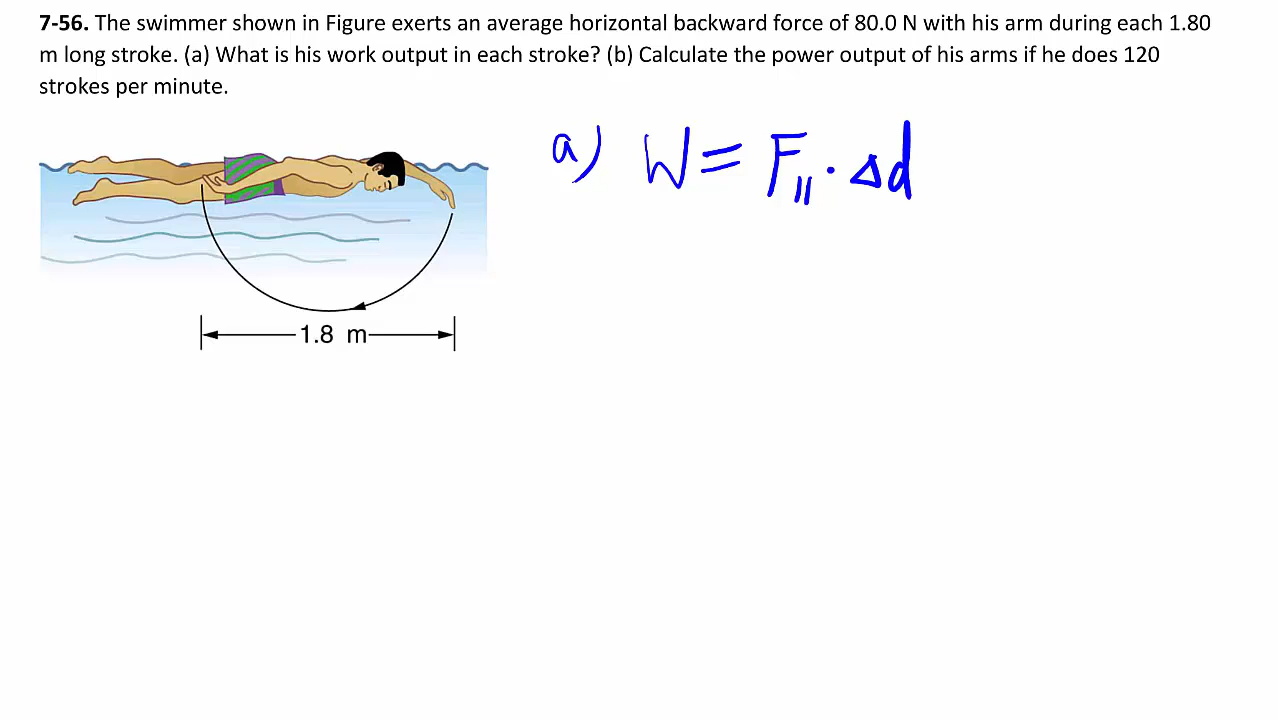 7-56. The swimmer shown in Figure exerts an average horizontal backward force of 80.0 N with his arm during each 1.80
m long stroke. (a) What is his work output in each stroke? (b) Calculate the power output of his arms if he does 120
strokes per minute.
a) W = F∥ · Δd
1.8 m